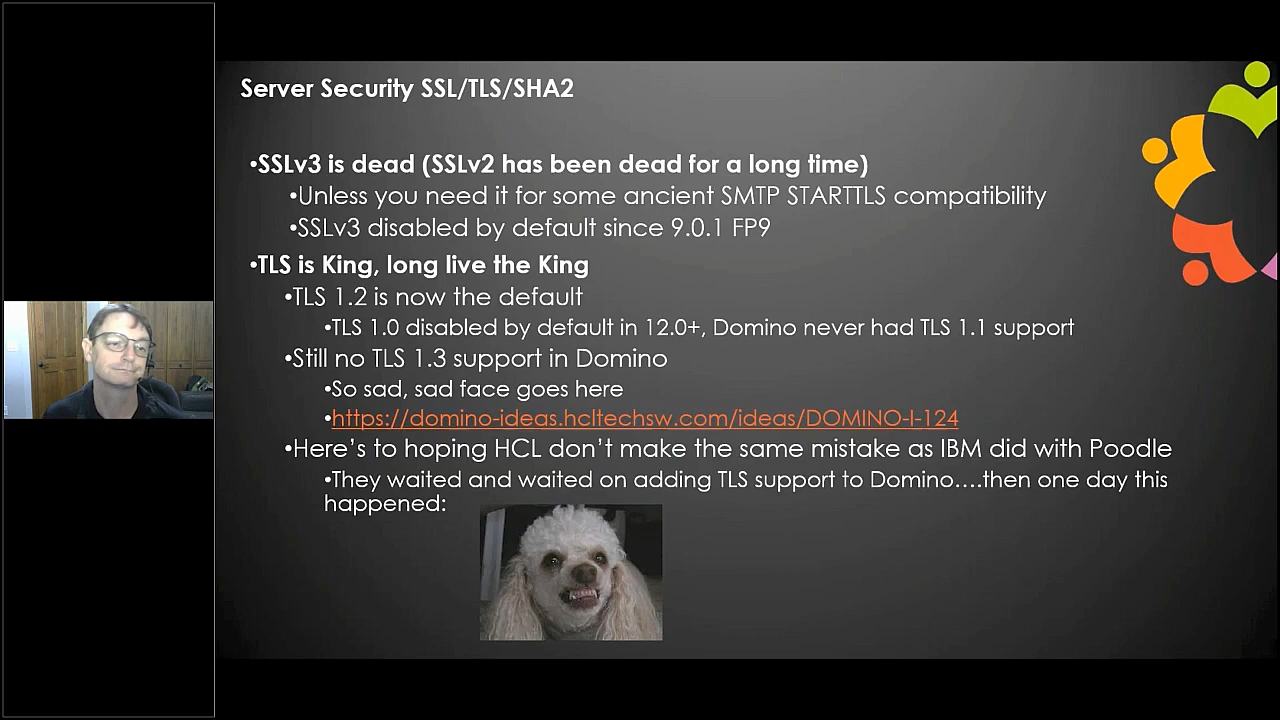 Server Security SSL/TLS/SHA2
•SSLv3 is dead (SSLv2 has been dead for a long time)
•Unless you need it for some ancient SMTP STARTTLS compatibility
•SSLv3 disabled by default since 9.0.1 FP9
•TLS is King, long live the King
•TLS 1.2 is now the default
•TLS 1.0 disabled by default in 12.0+, Domino never had TLS 1.1 support
•Still no TLS 1.3 support in Domino
•So sad, sad face goes here
•https://domino-ideas.hcltechsw.com/ideas/DOMINO-I-124
•Here’s to hoping HCL don’t make the same mistake as IBM did with Poodle
•They waited and waited on adding TLS support to Domino….then one day this
happened: